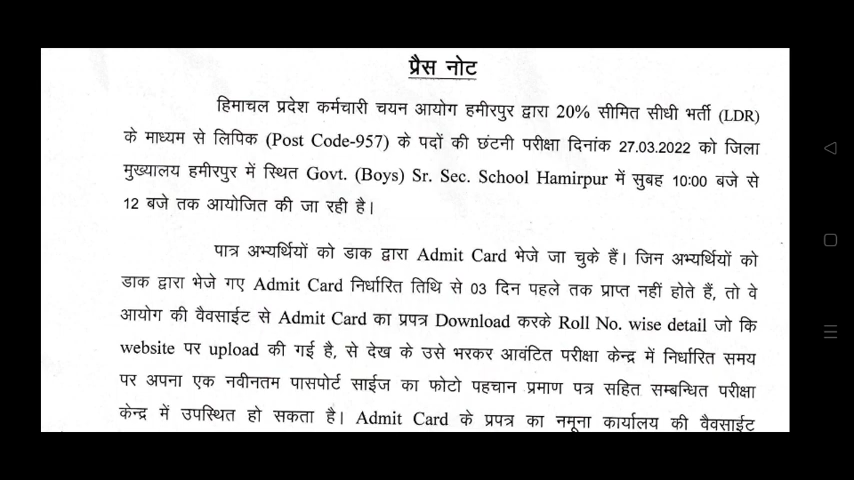 प्रैस नोट
हिमाचल प्रदेश कर्मचारी चयन आयोग हमीरपुर द्वारा 20% सीमित सीधी भर्ती (LDR)
के माध्यम से लिपिक (Post Code-957) के पदों की छंटनी परीक्षा दिनांक 27.03.2022 को जिला
मुख्यालय हमीरपुर में स्थित Govt. (Boys) Sr. Sec. School Hamirpur में सुबह 10:00 बजे से
12 बजे तक आयोजित की जा रही है।
पात्र अभ्यर्थियों को डाक द्वारा Admit Card भेजे जा चुके हैं। जिन अभ्यर्थियों को
डाक द्वारा भेजे गए Admit Card निर्धारित तिथि से 03 दिन पहले तक प्राप्त नहीं होते हैं, तो वे
आयोग की वैवसाईट से Admit Card का प्रपत्र Download करके Roll No. wise detail जो कि
website पर upload की गई है, से देख के उसे भरकर आवंटित परीक्षा केन्द्र में निर्धारित समय
पर अपना एक नवीनतम पासपोर्ट साईज का फोटो पहचान प्रमाण पत्र सहित सम्बन्धित परीक्षा
केन्द्र में उपस्थित हो सकता है। Admit Card के प्रपत्र का नमूना कार्यालय की वैवसाईट